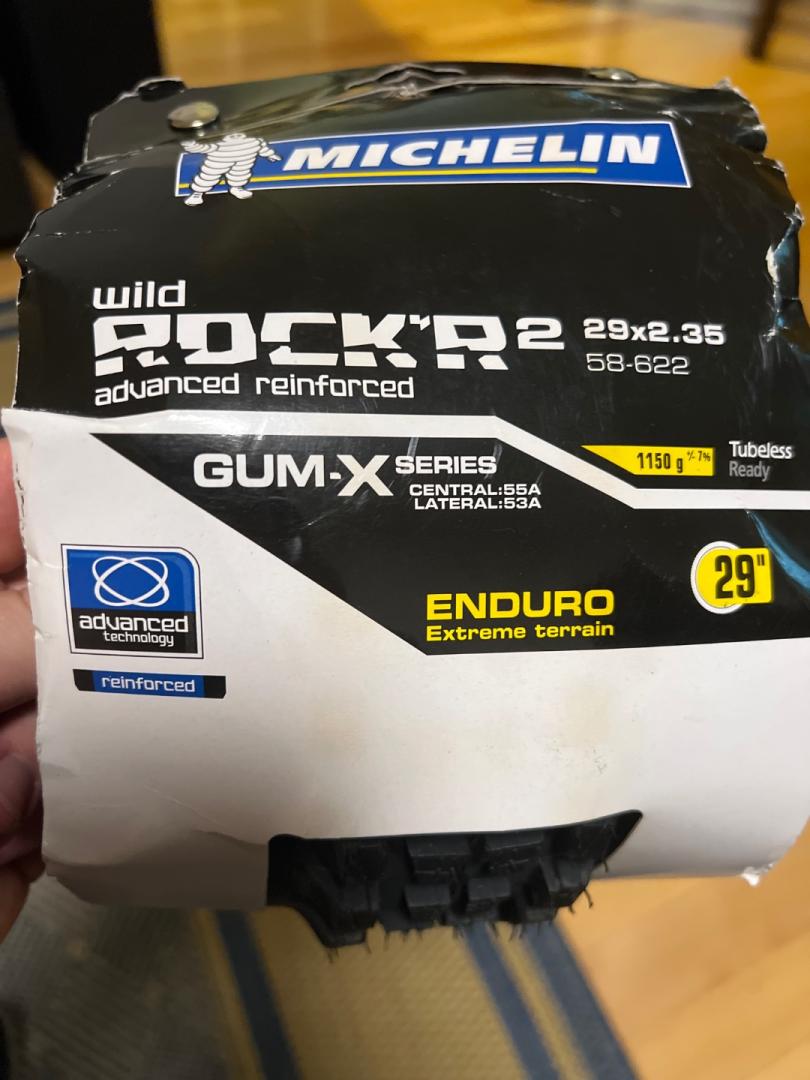 MICHELIN
wild
ROCK'R2 29x2.35
58-622
advanced reinforced
GUM-X SERIES
CENTRAL:55A
LATERAL:53A
1150 g +/- 7%
Tubeless
Ready
29"
ENDURO
Extreme terrain
advanced
technology
reinforced